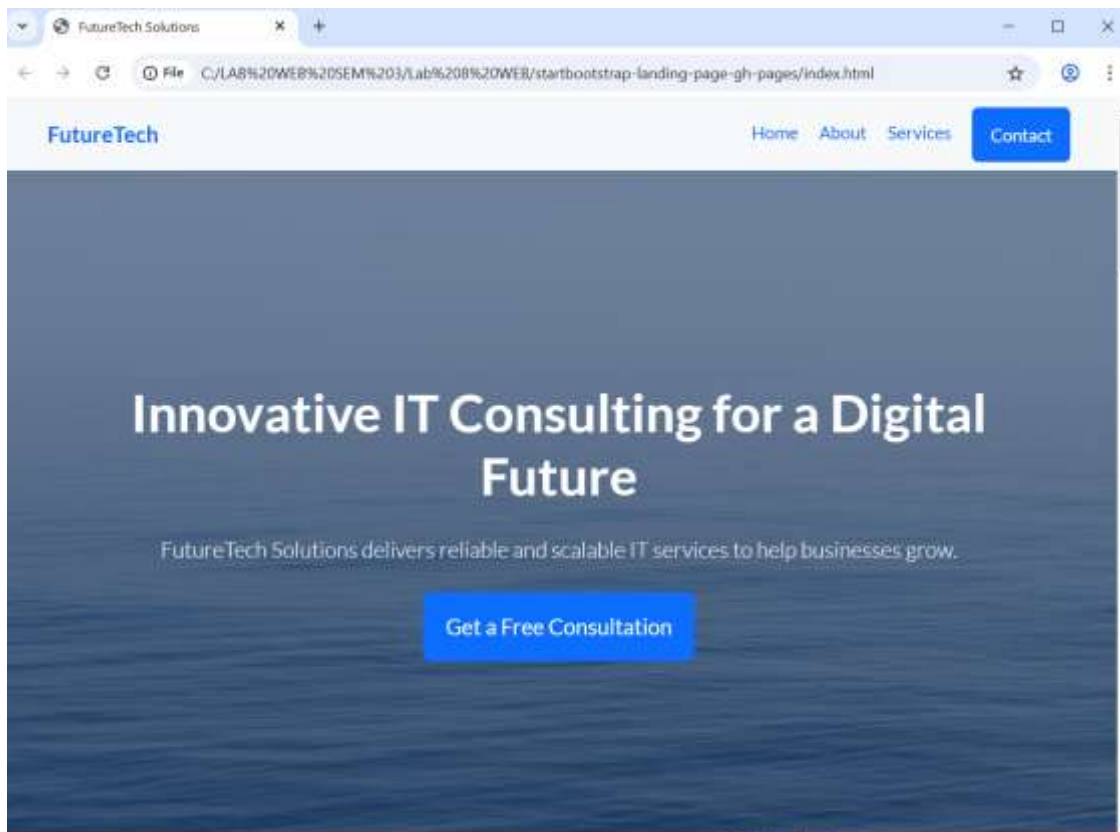 FutureTech Solutions
File C:/LAB%20WEB%20SEM%203/Lab%208%20WEB/startbootstrap-landing-page-gh-pages/index.html
FutureTech Home About Services Contact
Innovative IT Consulting for a Digital
Future
FutureTech Solutions delivers reliable and scalable IT services to help businesses grow.
Get a Free Consultation